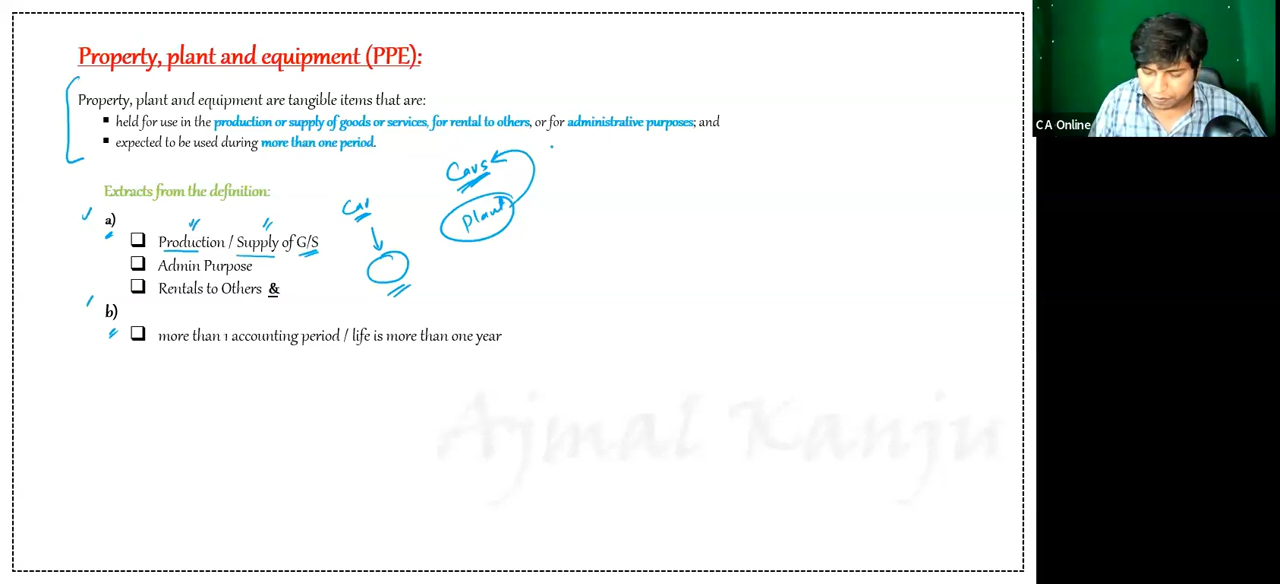 Property, plant and equipment (PPE):
Property, plant and equipment are tangible items that are:
▪ held for use in the production or supply of goods or services, for rental to others, or for administrative purposes; and
▪ expected to be used during more than one period.
Cars
Extracts from the definition:
Car
Plant
a)
❑ Production / Supply of G/S
❑ Admin Purpose
❑ Rentals to Others &
b)
❑ more than 1 accounting period / life is more than one year
Ajmal Kanju
C A Online